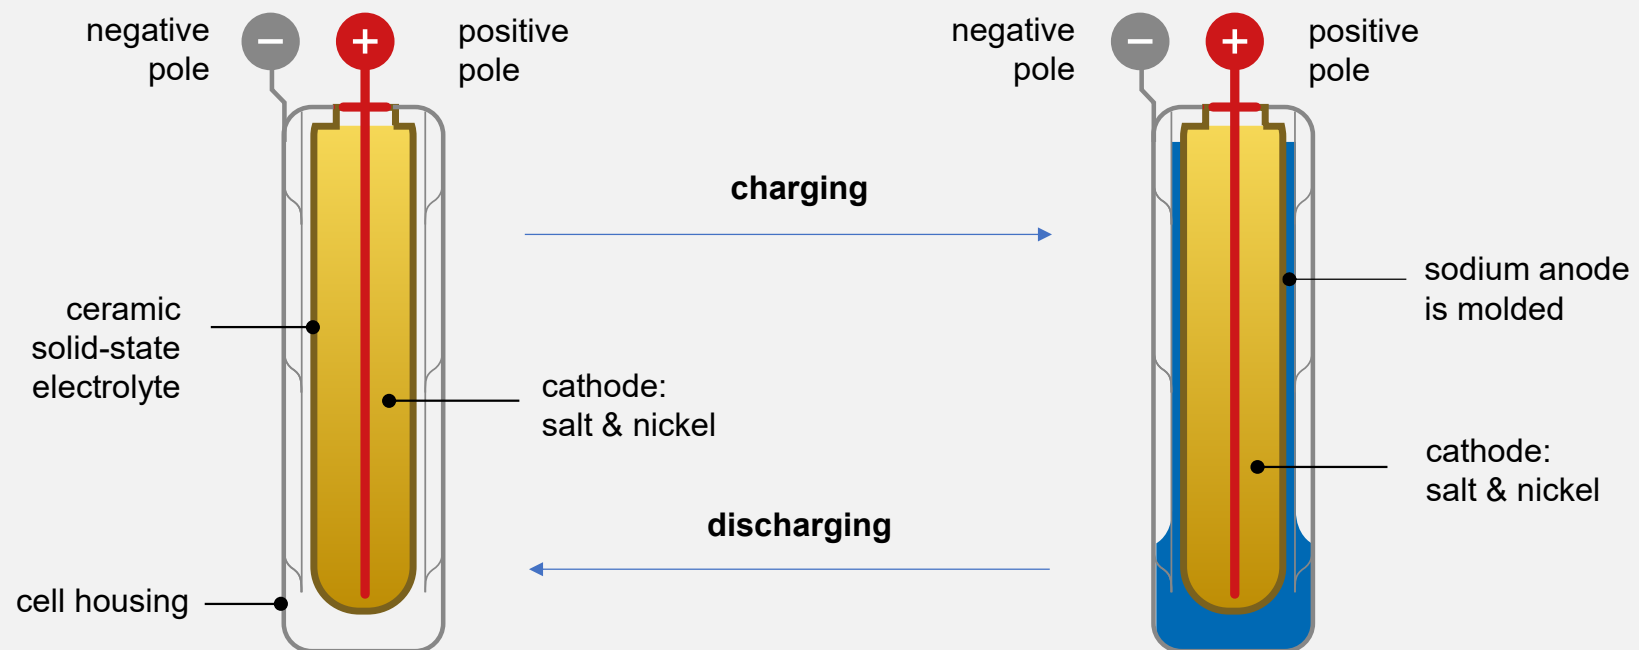 negative
pole
−
+
positive
pole
negative
pole
−
+
positive
pole
charging
ceramic
solid-state
electrolyte
cathode:
salt & nickel
sodium anode
is molded
cathode:
salt & nickel
discharging
cell housing